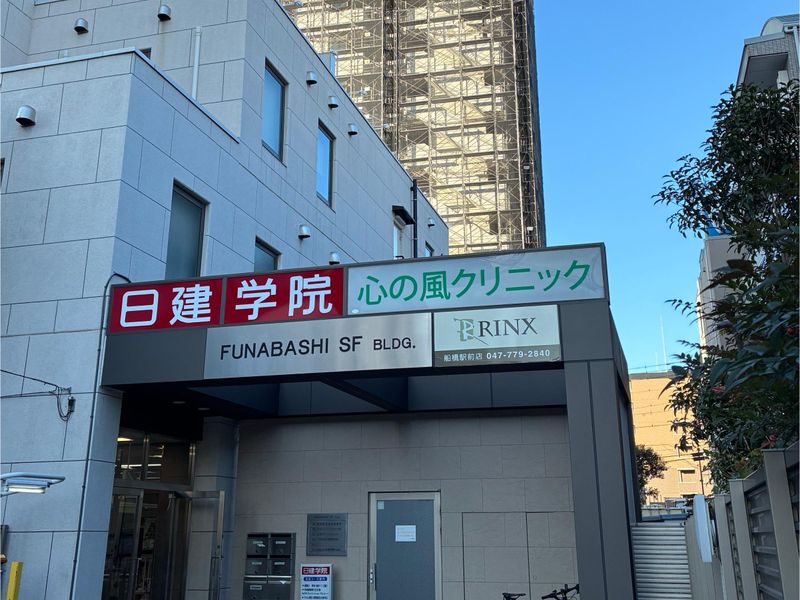 日建 学院
心の風クリニック
FUNABASHI SF BLDG.
RINX
船橋駅前店 047-779-2840
日建学院